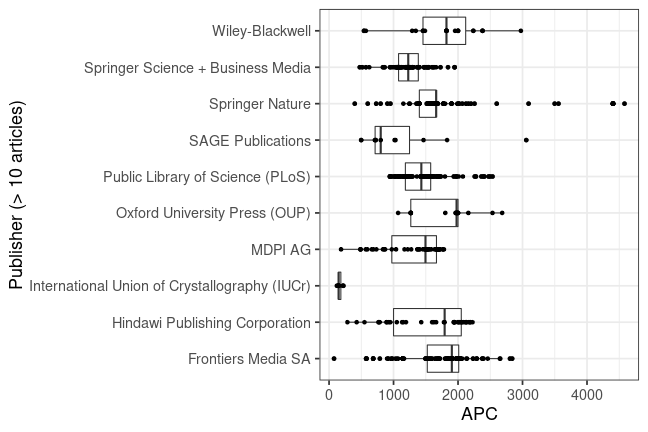 Publisher (> 10 articles)
Wiley-Blackwell
Springer Science + Business Media
Springer Nature
SAGE Publications
Public Library of Science (PLoS)
Oxford University Press (OUP)
MDPI AG
International Union of Crystallography (IUCr)
Hindawi Publishing Corporation
Frontiers Media SA
0 1000 2000 3000 4000
APC